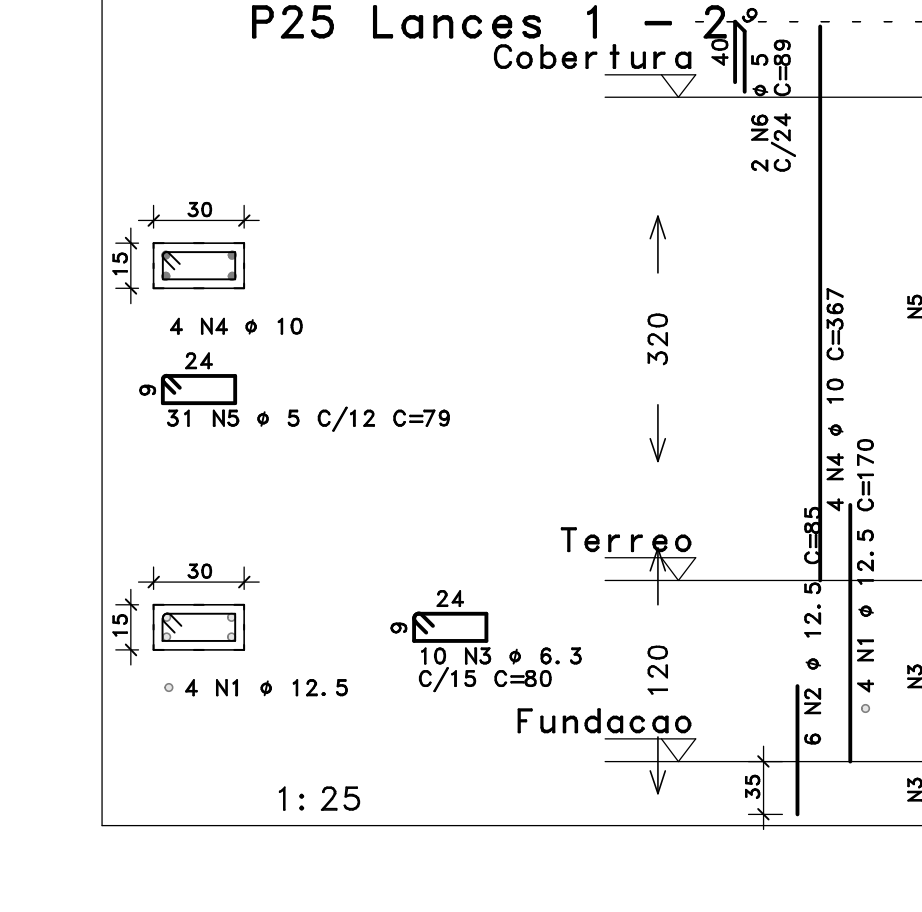 P25 Lances 1 - 2
Cobertura
40
9
2 N6 ø 5
C/24 C=89
30
15
4 N4 ø 10
24
9
31 N5 ø 5 C/12 C=79
320
4 N4 ø 10 C=367
N5
Terreo
30
15
4 N1 ø 12.5
24
9
10 N3 ø 6.3
C/15 C=80
120
6 N2 ø 12.5 C=85
4 N1 ø 12.5 C=170
N3
Fundacao
35
N3
1:25